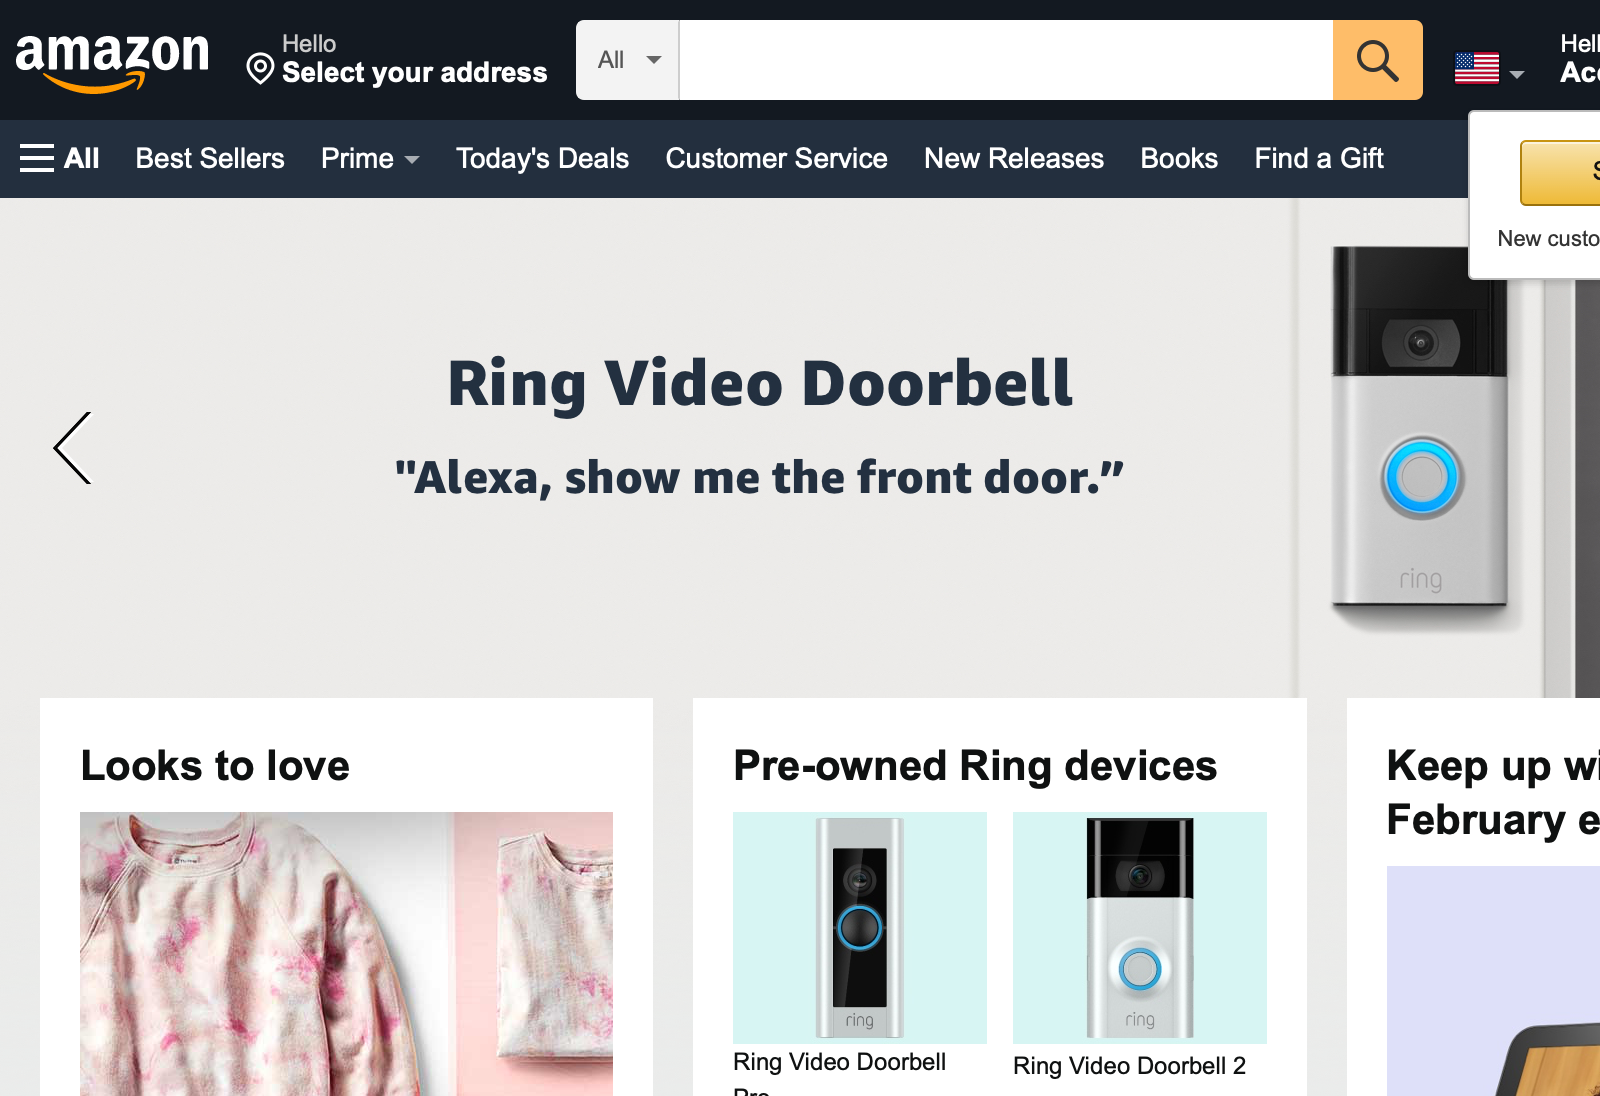 amazon
Hello
Select your address
All
Hell
Acc
All
Best Sellers
Prime
Today's Deals
Customer Service
New Releases
Books
Find a Gift
New custo
Ring Video Doorbell
"Alexa, show me the front door.”
ring
Looks to love
Pre-owned Ring devices
Keep up wi
February e
ring
ring
Ring Video Doorbell
Pro
Ring Video Doorbell 2